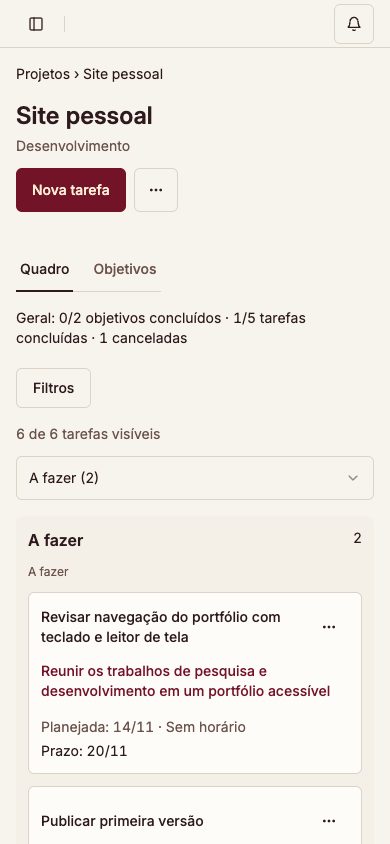 Projetos › Site pessoal
Site pessoal
Desenvolvimento
Nova tarefa
···
Quadro
Objetivos
Geral: 0/2 objetivos concluídos · 1/5 tarefas
concluídas · 1 canceladas
Filtros
6 de 6 tarefas visíveis
A fazer (2)
A fazer
2
A fazer
Revisar navegação do portfólio com
teclado e leitor de tela
···
Reunir os trabalhos de pesquisa e
desenvolvimento em um portfólio acessível
Planejada: 14/11 · Sem horário
Prazo: 20/11
Publicar primeira versão
···